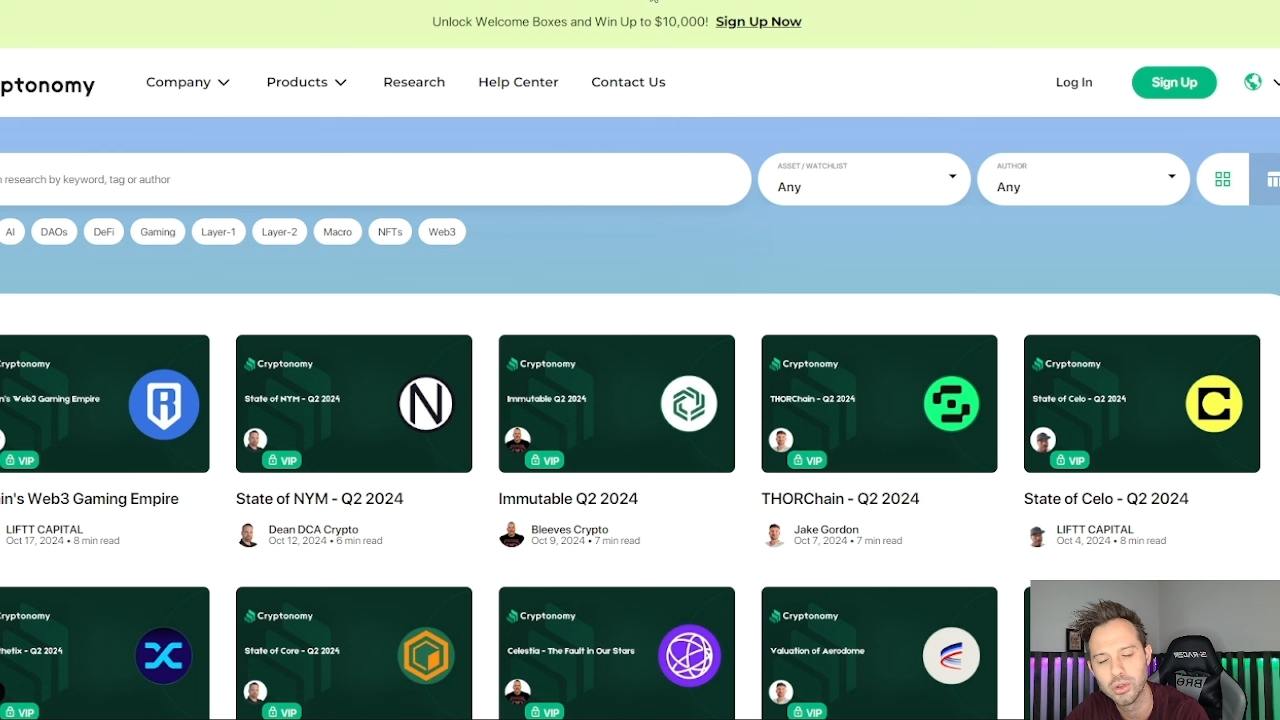 Unlock Welcome Boxes and Win Up to $10,000! Sign Up Now
ptonomy Company Products Research Help Center Contact Us Log In Sign Up
research by keyword, tag or author
ASSET / WATCHLIST
Any
AUTHOR
Any
AI DAOs DeFi Gaming Layer-1 Layer-2 Macro NFTs Web3
ryptonomy
n's Web3 Gaming Empire
VIP
in's Web3 Gaming Empire
LIFTT CAPITAL
Oct 17, 2024 • 8 min read
Cryptonomy
State of NYM - Q2 2024
VIP
State of NYM - Q2 2024
Dean DCA Crypto
Oct 12, 2024 • 6 min read
Cryptonomy
Immutable Q2 2024
VIP
Immutable Q2 2024
Bleeves Crypto
Oct 9, 2024 • 7 min read
Cryptonomy
THORChain - Q2 2024
VIP
THORChain - Q2 2024
Jake Gordon
Oct 7, 2024 • 7 min read
Cryptonomy
State of Celo - Q2 2024
VIP
State of Celo - Q2 2024
LIFTT CAPITAL
Oct 4, 2024 • 8 min read
ryptonomy
hetix - Q2 2024
VIP
Cryptonomy
State of Core - Q2 2024
VIP
Cryptonomy
Celestia - The Fault in Our Stars
VIP
Cryptonomy
Valuation of Aerodome
VIP